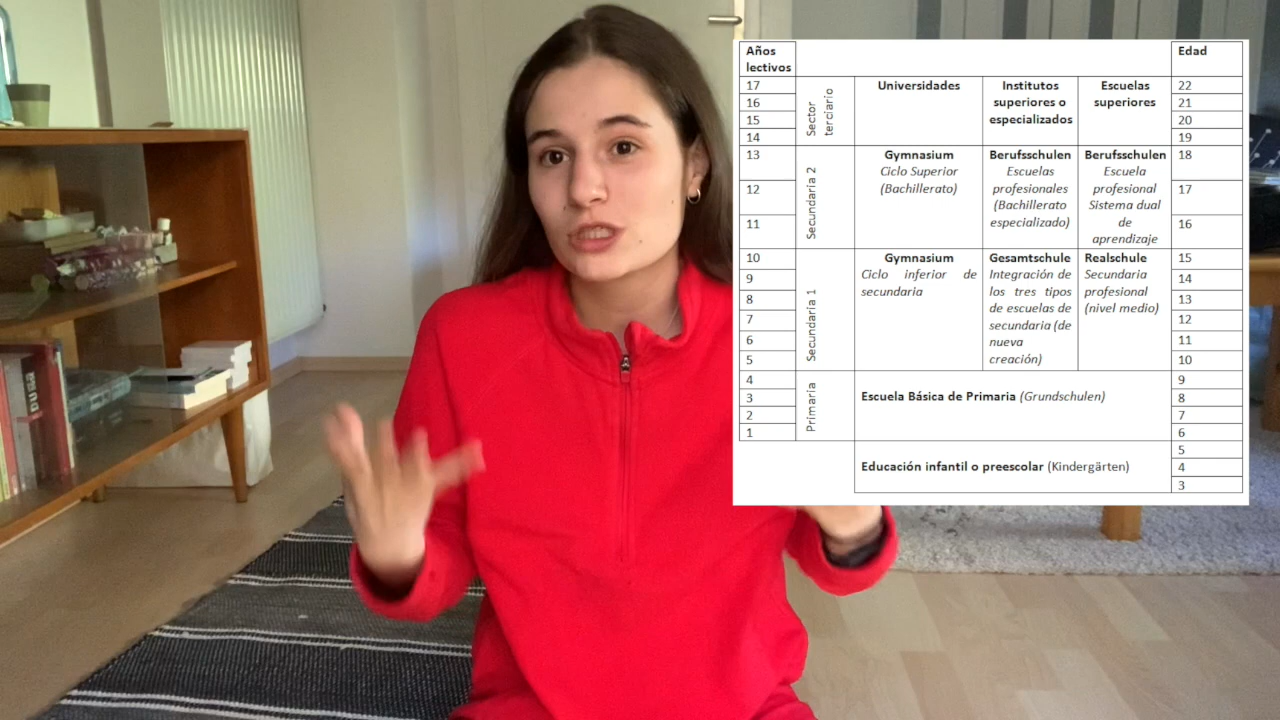 Años
lectivos
Edad
17
16
15
14
Sector
terciario
Universidades
Institutos
superiores o
especializados
Escuelas
superiores
22
21
20
19
13
12
11
Secundaria 2
Gymnasium
Ciclo Superior
(Bachillerato)
Berufsschulen
Escuelas
profesionales
(Bachillerato
especializado)
Berufsschulen
Escuela
profesional
Sistema dual
de
aprendizaje
18
17
16
10
9
8
7
6
5
Secundaria 1
Gymnasium
Ciclo inferior de
secundaria
Gesamtschule
Integración de
los tres tipos
de escuelas de
secundaria (de
nueva
creación)
Realschule
Secundaria
profesional
(nivel medio)
15
14
13
12
11
10
4
3
2
1
Primaria
Escuela Básica de Primaria (Grundschulen)
9
8
7
6
Educación infantil o preescolar (Kindergärten)
5
4
3